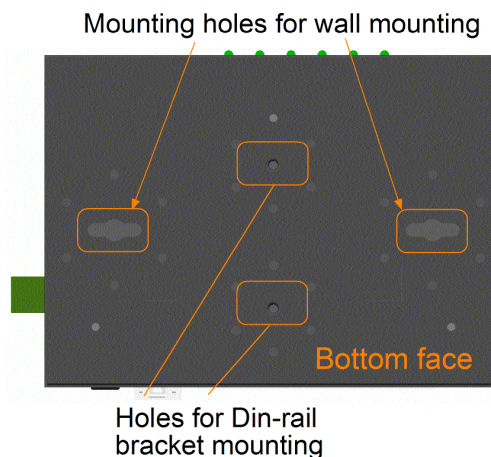 Mounting holes for wall mounting
Bottom face
Holes for Din-rail
bracket mounting